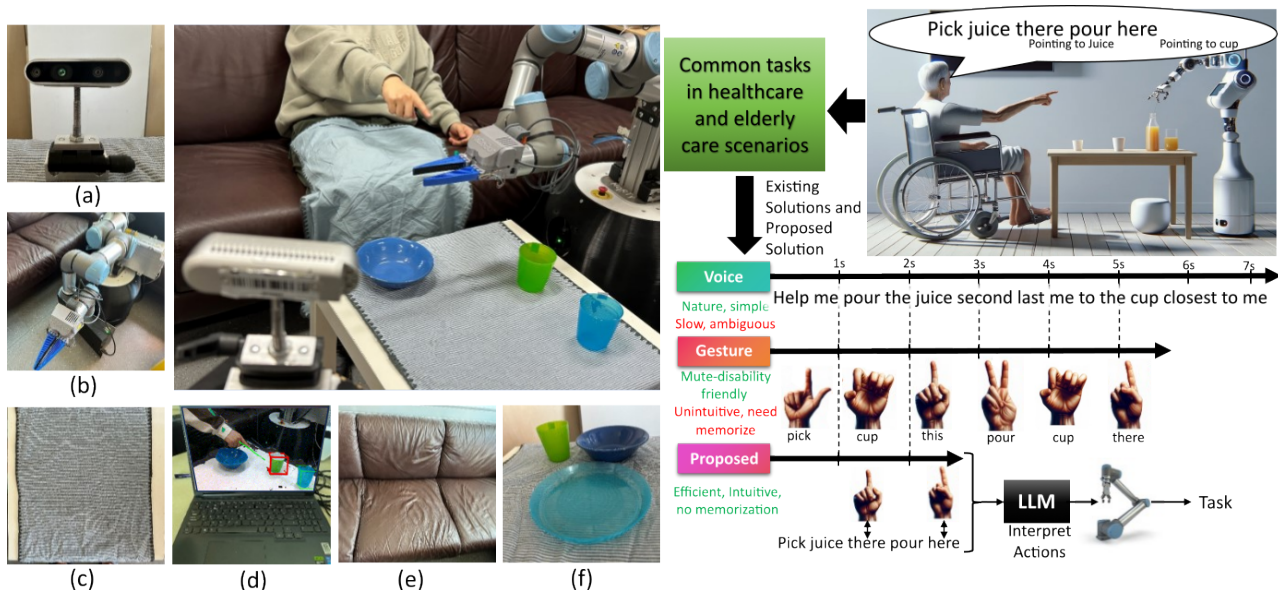 (a)
(b)
(c)
(d)
(e)
(f)
Pick juice there pour here
Pointing to Juice
Pointing to cup
Common tasks
in healthcare
and elderly
care scenarios
Existing
Solutions and
Proposed
Solution
1s
2s
3s
4s
5s
6s
7s
Voice
Help me pour the juice second last me to the cup closest to me
Nature, simple
Slow, ambiguous
Gesture
Mute-disability
friendly
Unintuitive, need
memorize
pick
cup
this
pour
cup
there
Proposed
Efficient, Intuitive,
no memorization
Pick juice there pour here
LLM
Interpret
Actions
Task